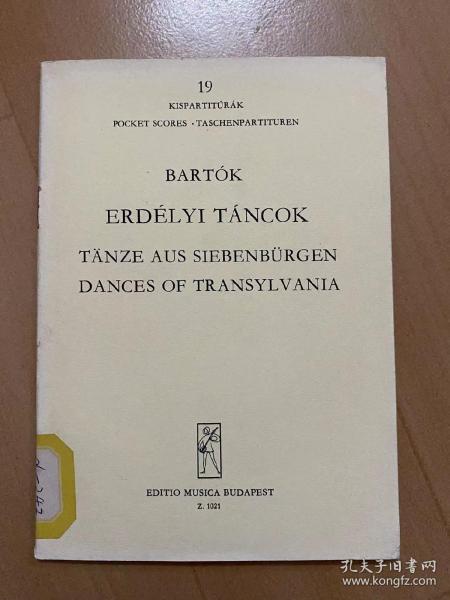 19
KISPARTITÚRÁK
POCKET SCORES · TASCHENPARTITUREN
BARTÓK
ERDÉLYI TÁNCOK
TÄNZE AUS SIEBENBÜRGEN
DANCES OF TRANSYLVANIA
EDITIO MUSICA BUDAPEST
Z. 1021
孔夫子旧书网
www.kongfz.com